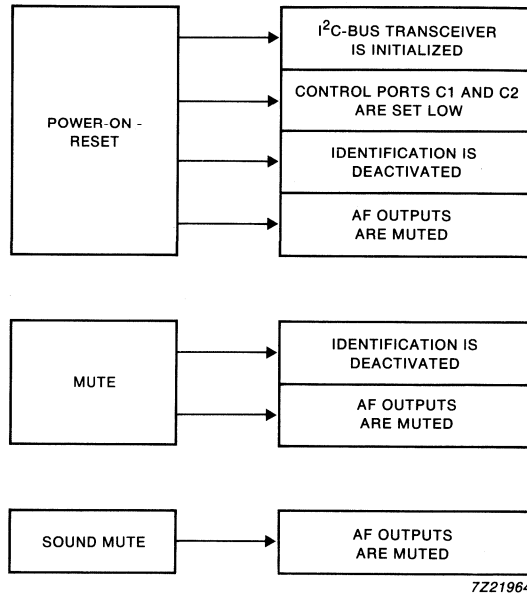 POWER-ON -
RESET
I²C-BUS TRANSCEIVER
IS INITIALIZED
CONTROL PORTS C1 AND C2
ARE SET LOW
IDENTIFICATION IS
DEACTIVATED
AF OUTPUTS
ARE MUTED
MUTE
IDENTIFICATION IS
DEACTIVATED
AF OUTPUTS
ARE MUTED
SOUND MUTE
AF OUTPUTS
ARE MUTED
7Z21964